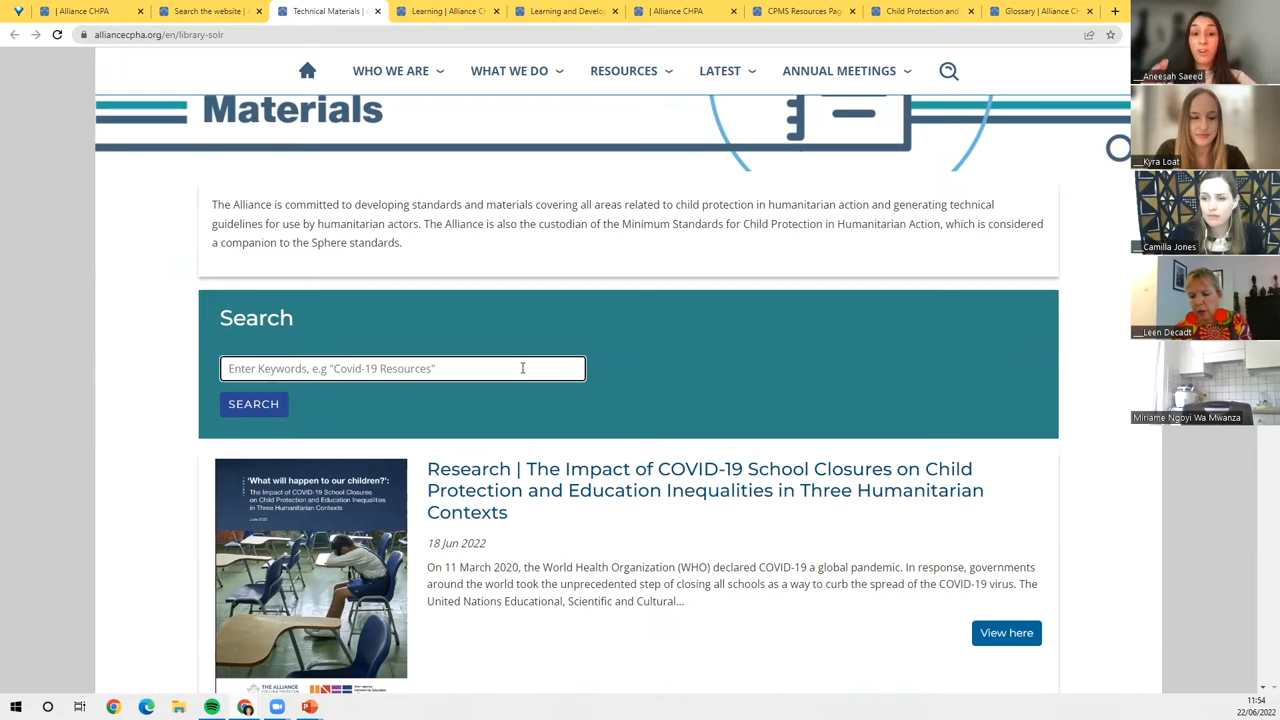 Alliance CHPA
Search the website |
Technical Materials |
Learning | Alliance CH
Learning and Develo
| Alliance CHPA
CPMS Resources Pag
Child Protection and
Glossary | Alliance CH
alliancecpha.org/en/library-solr
WHO WE ARE
WHAT WE DO
RESOURCES
LATEST
ANNUAL MEETINGS
Materials
The Alliance is committed to developing standards and materials covering all areas related to child protection in humanitarian action and generating technical
guidelines for use by humanitarian actors. The Alliance is also the custodian of the Minimum Standards for Child Protection in Humanitarian Action, which is considered
a companion to the Sphere standards.
Search
Enter Keywords, e.g "Covid-19 Resources"
SEARCH
'What will happen to our children?':
The Impact of COVID-19 School Closures
on Child Protection and Education Inequalities
in Three Humanitarian Contexts
June 2022
THE ALLIANCE
Research | The Impact of COVID-19 School Closures on Child
Protection and Education Inequalities in Three Humanitarian
Contexts
18 Jun 2022
On 11 March 2020, the World Health Organization (WHO) declared COVID-19 a global pandemic. In response, governments
around the world took the unprecedented step of closing all schools as a way to curb the spread of the COVID-19 virus. The
United Nations Educational, Scientific and Cultural...
View here
__Aneesah Saeed
__Kyra Loat
__Camilla Jones
__Leen Decadt
Miriame Ngoyi Wa Mwanza
11:54
22/06/2022